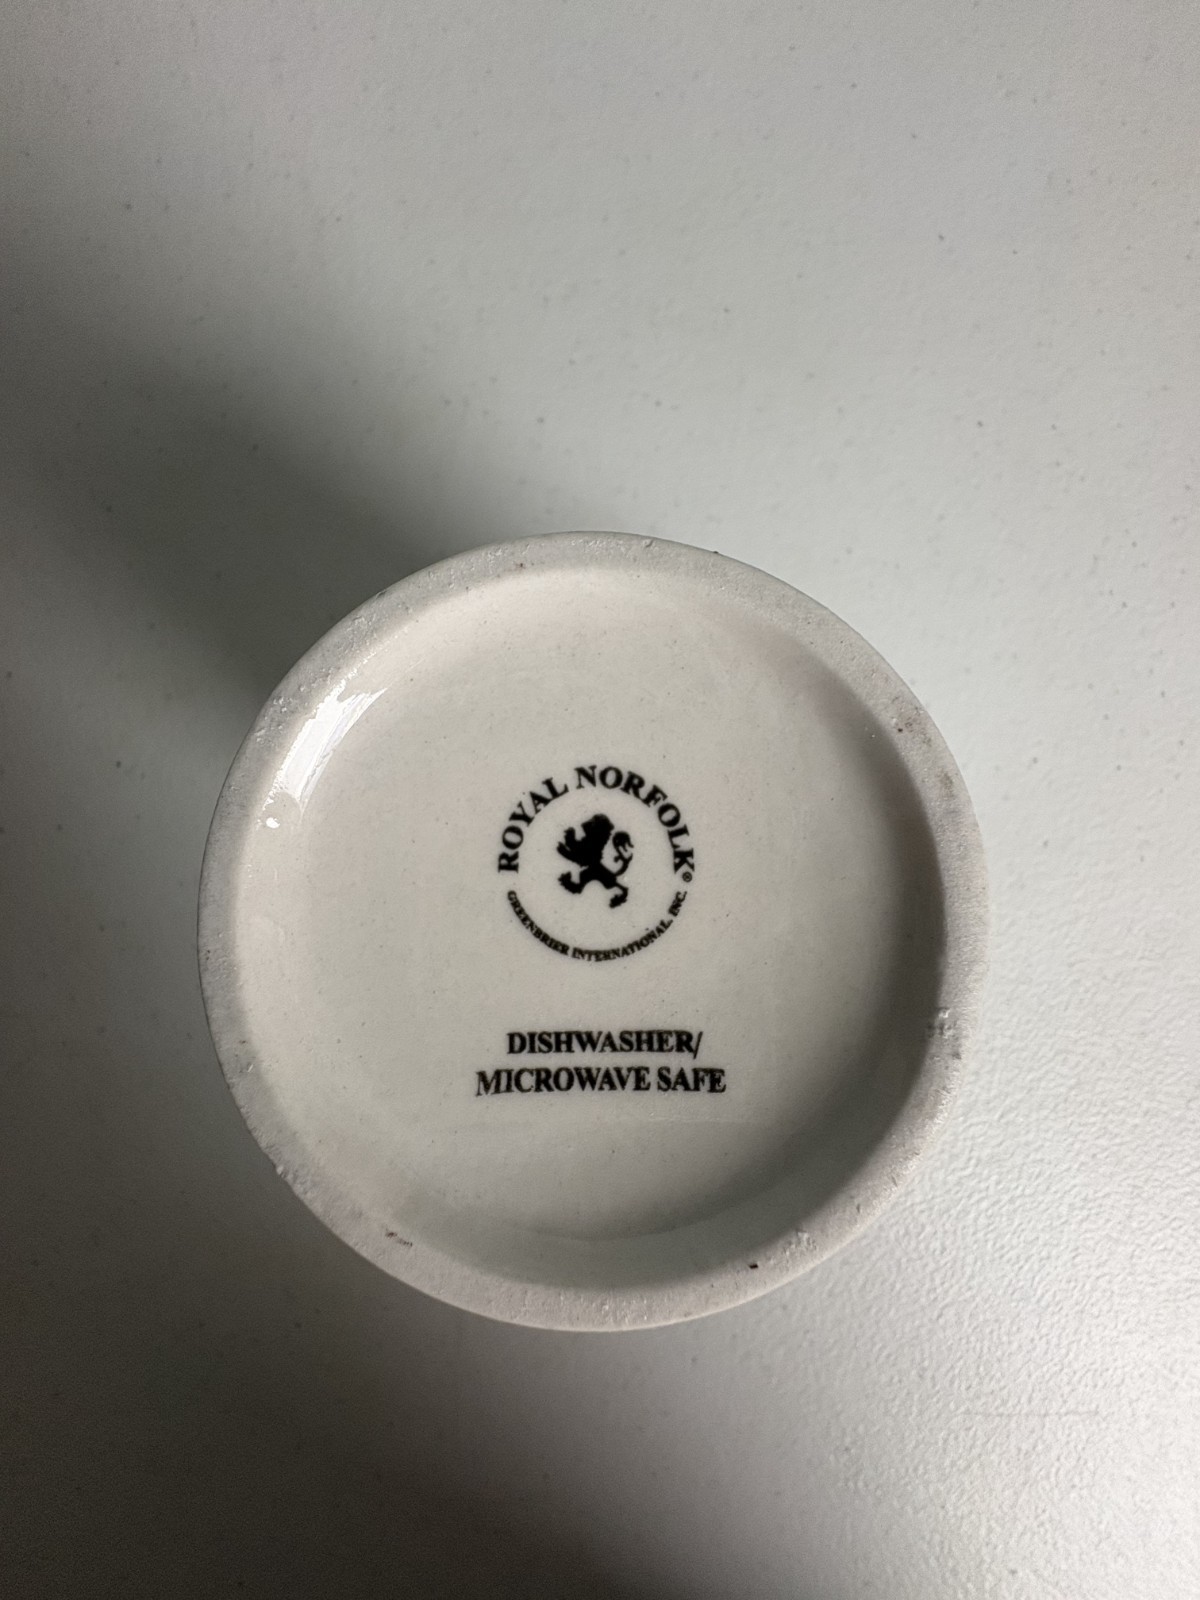 ROYAL NORFOLK®
GREENBRIER INTERNATIONAL, INC.
DISHWASHER/
MICROWAVE SAFE